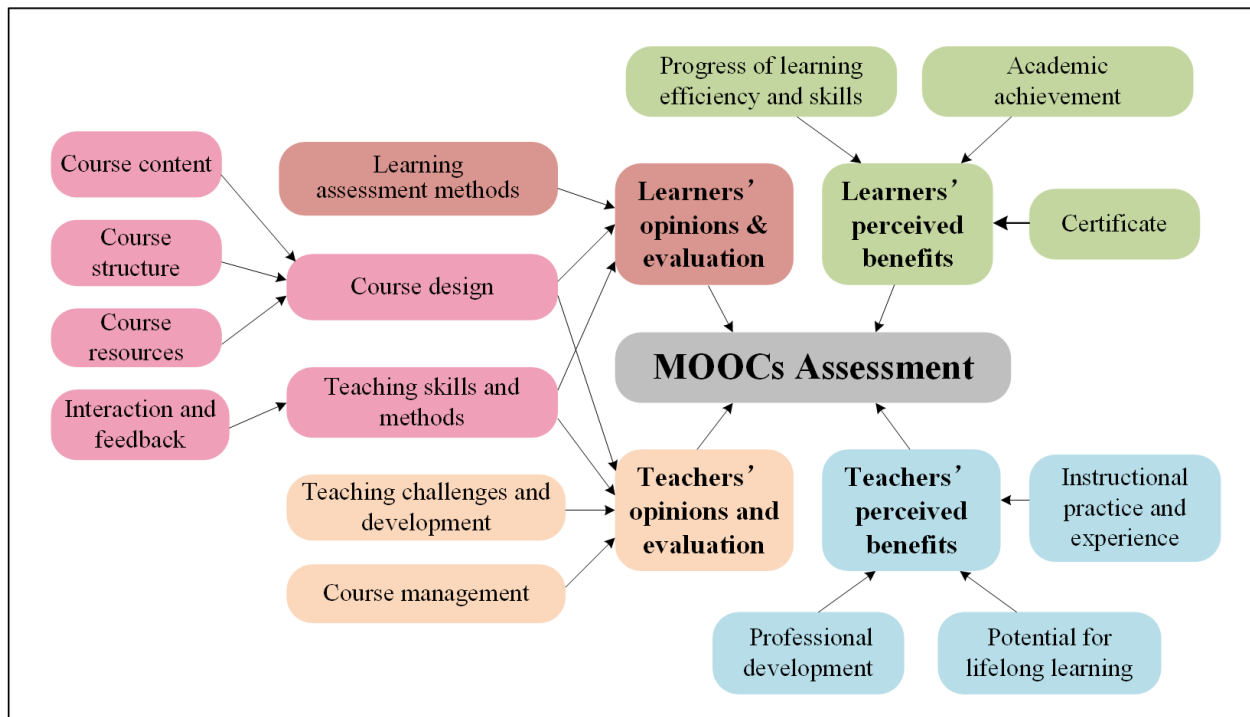 Progress of learning
efficiency and skills
Academic
achievement
Course content
Learning
assessment methods
Learners’
opinions &
evaluation
Learners’
perceived
benefits
Certificate
Course
structure
Course design
Course
resources
MOOCs Assessment
Interaction and
feedback
Teaching skills and
methods
Teaching challenges and
development
Teachers’
opinions and
evaluation
Teachers’
perceived
benefits
Instructional
practice and
experience
Course management
Professional
development
Potential for
lifelong learning